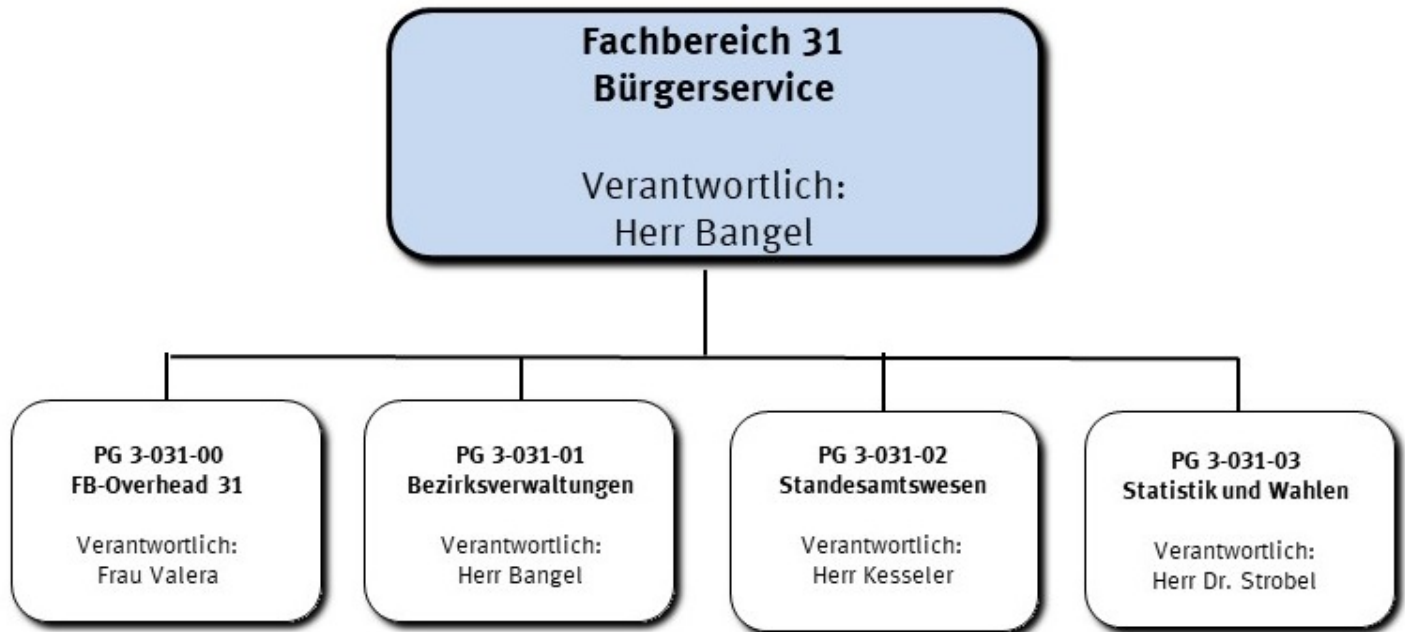 Fachbereich 31
Bürgerservice
Verantwortlich:
Herr Bangel
PG 3-031-00
FB-Overhead 31
Verantwortlich:
Frau Valera
PG 3-031-01
Bezirksverwaltungen
Verantwortlich:
Herr Bangel
PG 3-031-02
Standesamtswesen
Verantwortlich:
Herr Kesseler
PG 3-031-03
Statistik und Wahlen
Verantwortlich:
Herr Dr. Strobel